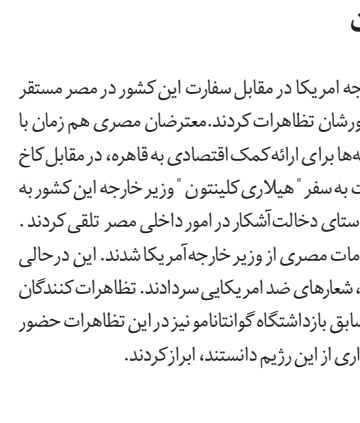 جه امریکا در مقابل سفارت این کشور در مصر مستقر
ورشان تظاهرات کردند.معترضان مصری هم زمان با
ه‌ها برای ارائه کمک اقتصادی به قاهره، در مقابل کاخ
ت به سفر "هیلاری کلینتون "وزیر خارجه این کشور به
ستای دخالت آشکار در امور داخلی مصر تلقی کردند .
مات مصری از وزیر خارجه آمریکا شدند. این درحالی
، شعارهای ضد امریکایی سردادند. تظاهرات کنندگان
سابق بازداشتگاه گوانتانامو نیز در این تظاهرات حضور
اری از این رژیم دانستند، ابراز کردند.